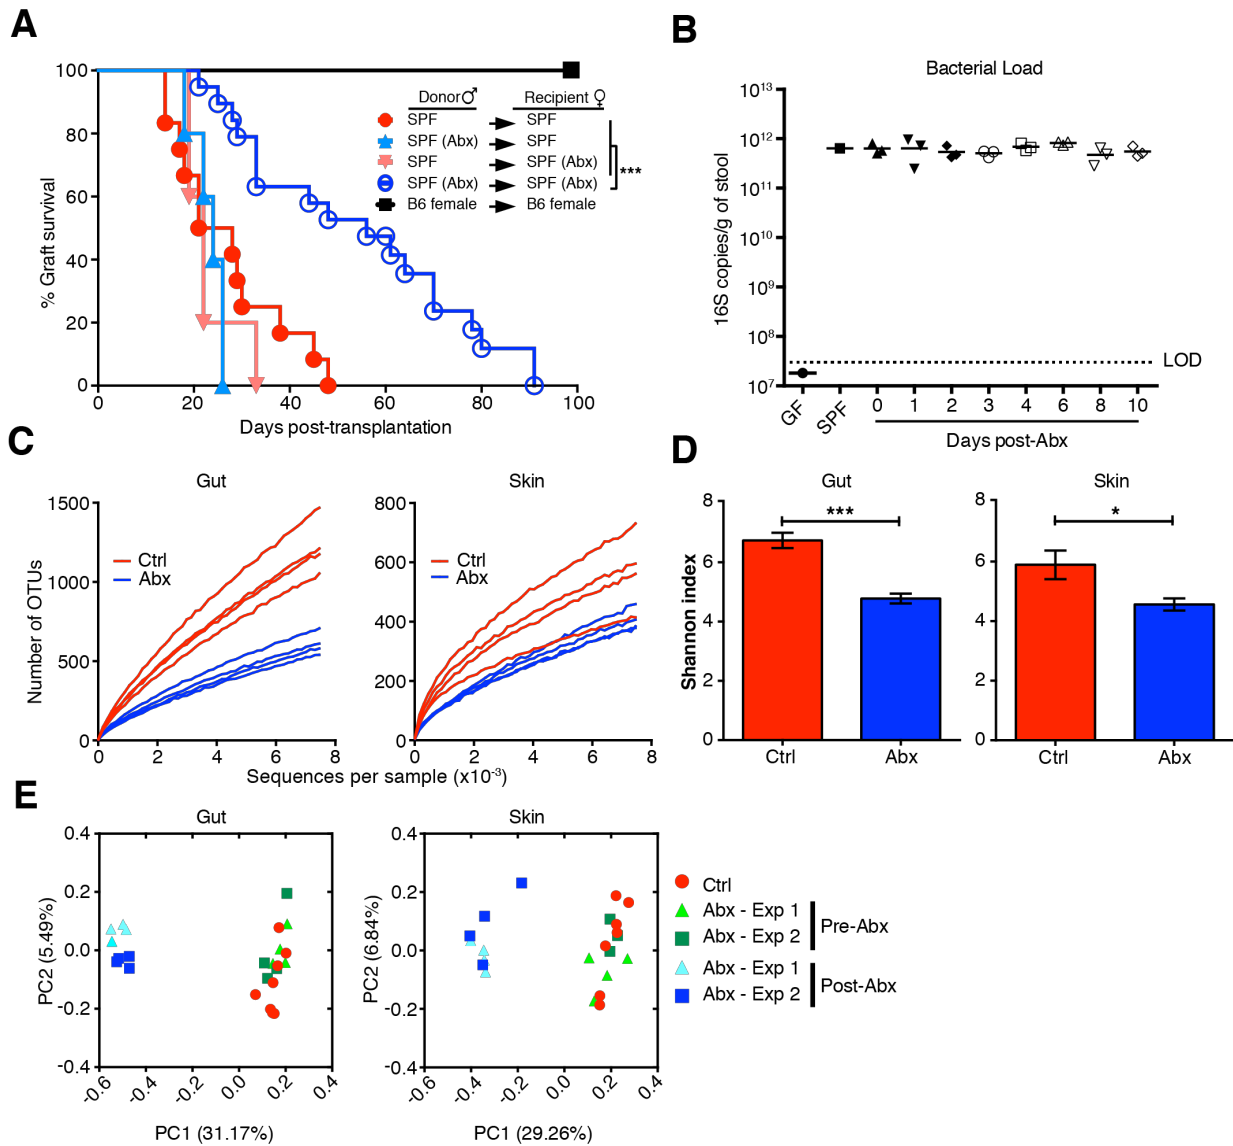 A
% Graft survival
100
80
60
40
20
0
0 20 40 60 80 100
Days post-transplantation
Donor♂ Recipient ♀
SPF SPF
SPF (Abx) SPF
SPF SPF (Abx)
SPF (Abx) SPF (Abx)
B6 female B6 female
***
B
Bacterial Load
16S copies/g of stool
10¹³
10¹²
10¹¹
10¹⁰
10⁹
10⁸
10⁷
LOD
GF SPF 0 1 2 3 4 6 8 10
Days post-Abx
C
Gut
Number of OTUs
1500
1000
500
0
Ctrl
Abx
0 2 4 6 8
Skin
800
600
400
200
0
Ctrl
Abx
0 2 4 6 8
Sequences per sample (x10⁻³)
D
Gut
Shannon index
8
6
4
2
0
***
Ctrl Abx
Skin
8
6
4
2
0
*
Ctrl Abx
E
Gut
PC2 (5.49%)
0.4
0.2
0.0
-0.2
-0.4
-0.6 -0.4 -0.2 0.0 0.2 0.4
PC1 (31.17%)
Skin
PC2 (6.84%)
0.4
0.2
0.0
-0.2
-0.4
-0.6 -0.4 -0.2 0.0 0.2 0.4
PC1 (29.26%)
Ctrl
Abx - Exp 1
Abx - Exp 2
Pre-Abx
Abx - Exp 1
Abx - Exp 2
Post-Abx